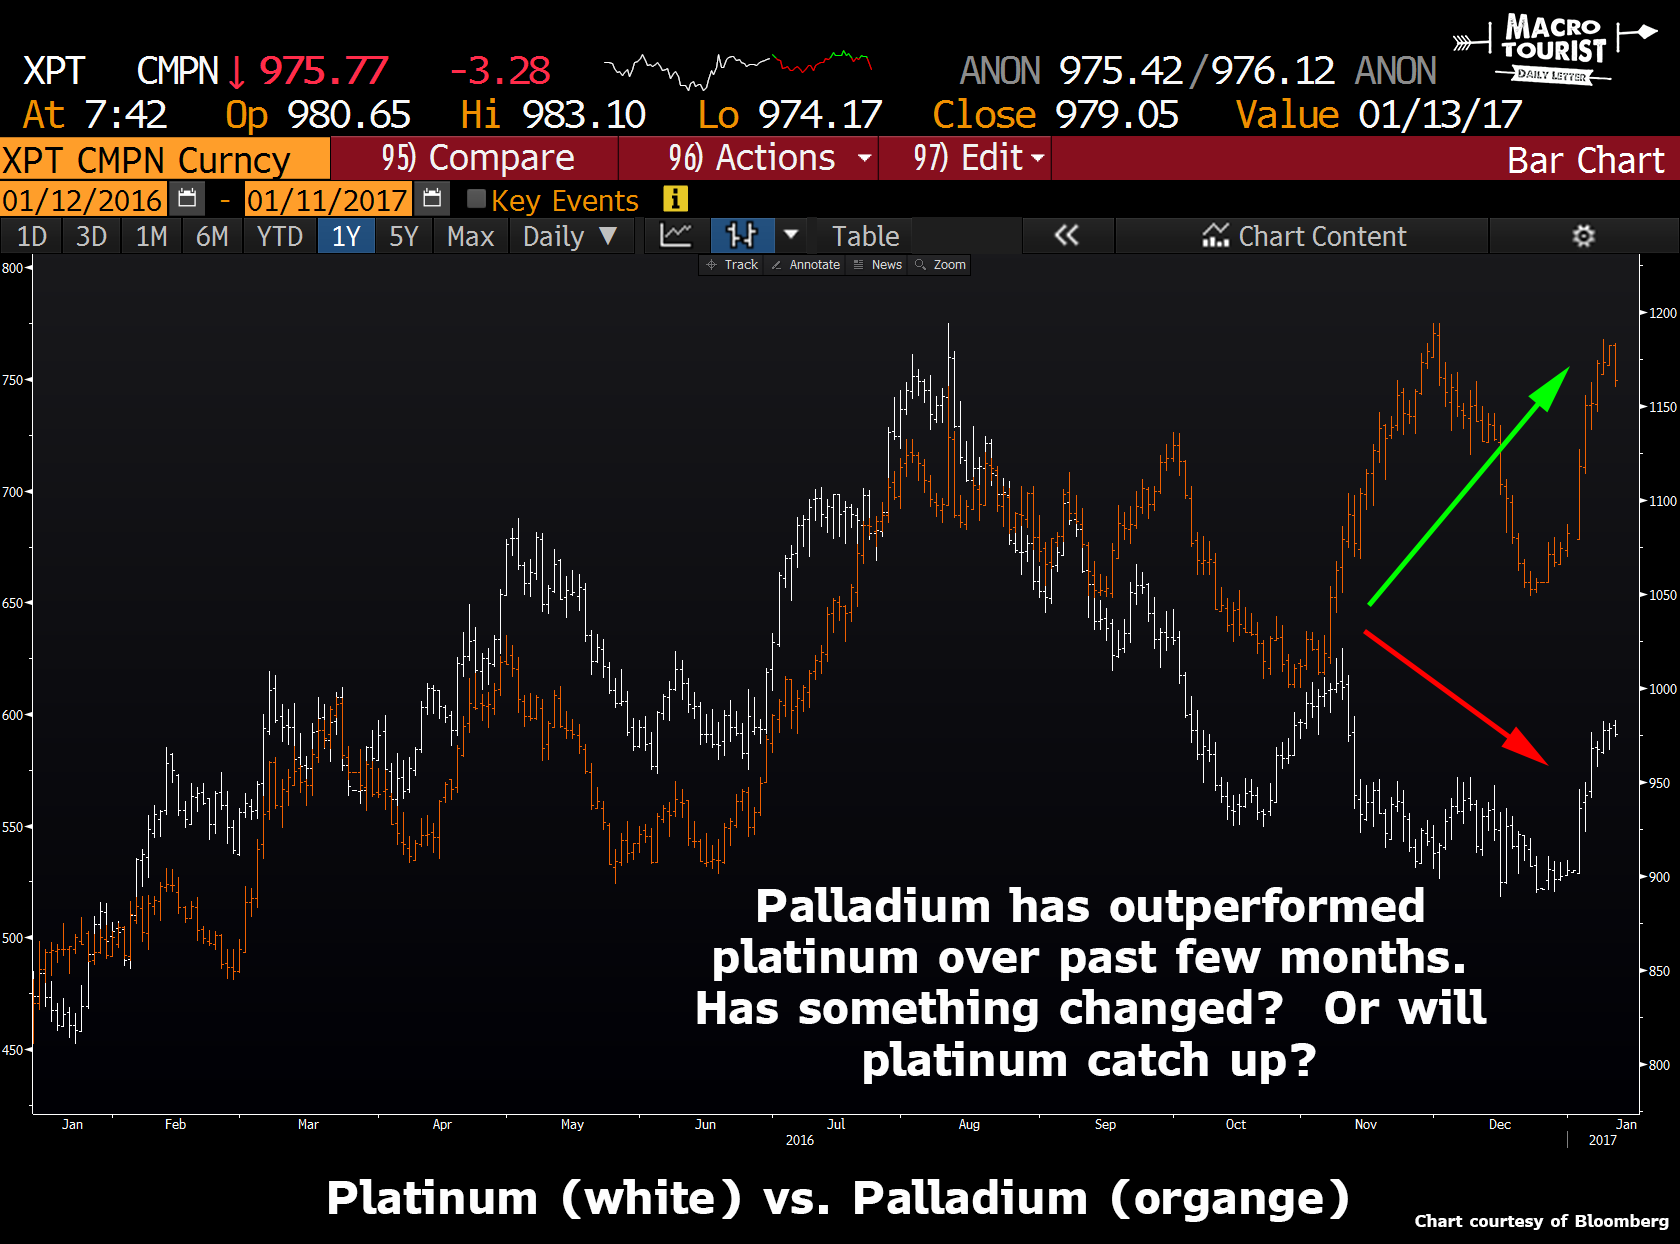 MACRO
TOURIST
DAILY LETTER
XPT CMPN ↓ 975.77 -3.28 ANON 975.42/976.12 ANON
At 7:42 Op 980.65 Hi 983.10 Lo 974.17 Close 979.05 Value 01/13/17
XPT CMPN Curncy 95) Compare 96) Actions 97) Edit Bar Chart
01/12/2016 - 01/11/2017 Key Events i
1D 3D 1M 6M YTD 1Y 5Y Max Daily ▼ Table « Chart Content
Track Annotate News Zoom
800
750
700
650
600
550
500
450
1200
1150
1100
1050
1000
950
900
850
800
Palladium has outperformed
platinum over past few months.
Has something changed? Or will
platinum catch up?
Jan Feb Mar Apr May Jun Jul Aug Sep Oct Nov Dec Jan
2016 2017
Platinum (white) vs. Palladium (organge)
Chart courtesy of Bloomberg